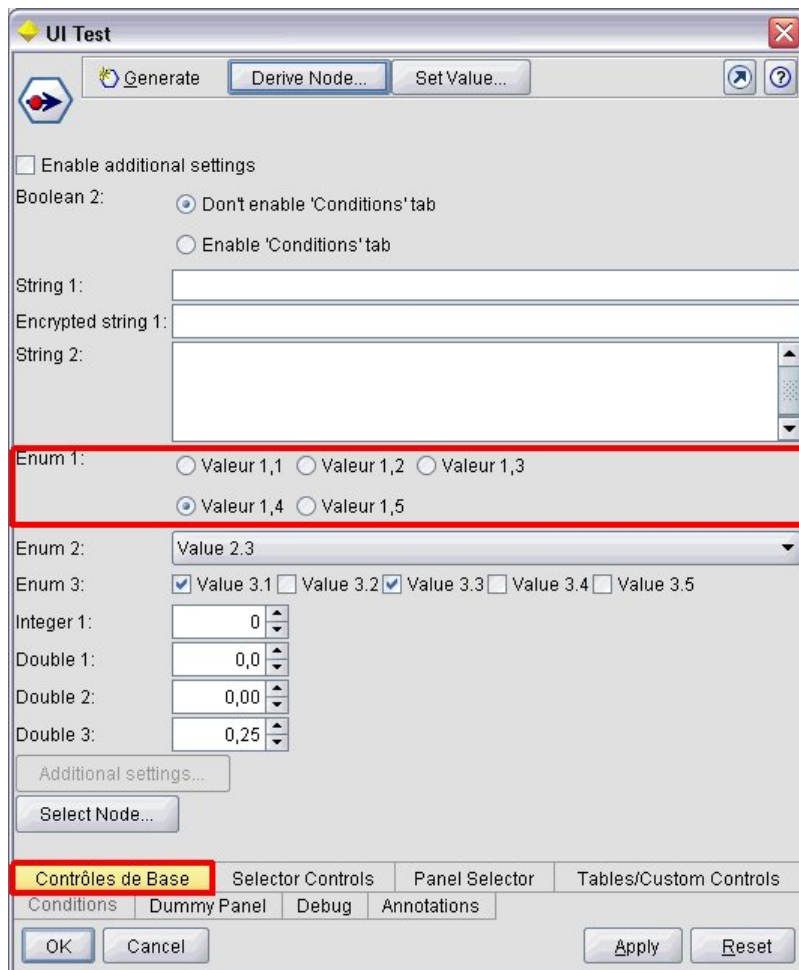 UI Test
Generate Derive Node... Set Value... ?
Enable additional settings
Boolean 2: Don't enable 'Conditions' tab
Enable 'Conditions' tab
String 1:
Encrypted string 1:
String 2:
Enum 1: Valeur 1,1 Valeur 1,2 Valeur 1,3
Valeur 1,4 Valeur 1,5
Enum 2: Value 2.3
Enum 3: Value 3.1 Value 3.2 Value 3.3 Value 3.4 Value 3.5
Integer 1: 0
Double 1: 0,0
Double 2: 0,00
Double 3: 0,25
Additional settings...
Select Node...
Contrôles de Base Selector Controls Panel Selector Tables/Custom Controls
Conditions Dummy Panel Debug Annotations
OK Cancel Apply Reset